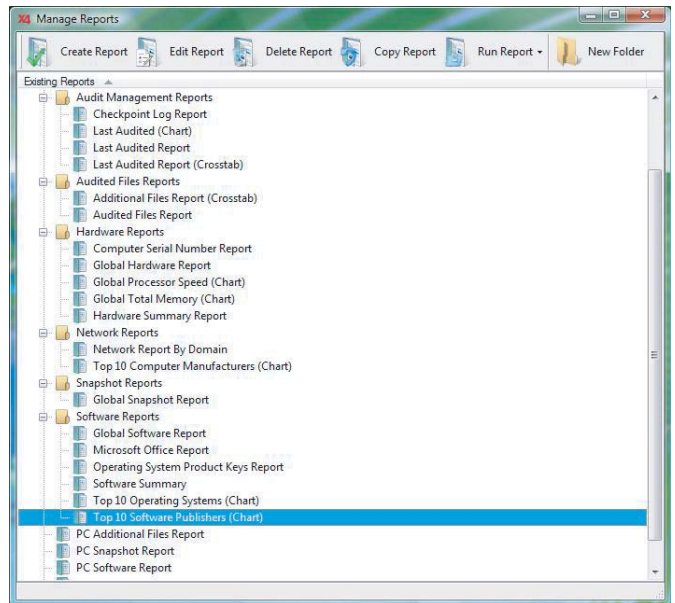 X4 Manage Reports
Create Report Edit Report Delete Report Copy Report Run Report New Folder
Existing Reports
Audit Management Reports
Checkpoint Log Report
Last Audited (Chart)
Last Audited Report
Last Audited Report (Crosstab)
Audited Files Reports
Additional Files Report (Crosstab)
Audited Files Report
Hardware Reports
Computer Serial Number Report
Global Hardware Report
Global Processor Speed (Chart)
Global Total Memory (Chart)
Hardware Summary Report
Network Reports
Network Report By Domain
Top 10 Computer Manufacturers (Chart)
Snapshot Reports
Global Snapshot Report
Software Reports
Global Software Report
Microsoft Office Report
Operating System Product Keys Report
Software Summary
Top 10 Operating Systems (Chart)
Top 10 Software Publishers (Chart)
PC Additional Files Report
PC Snapshot Report
PC Software Report